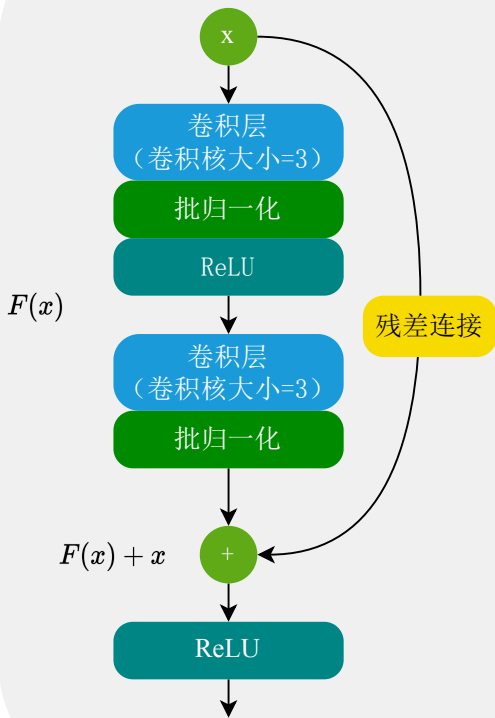 x
卷积层
（卷积核大小=3）
批归一化
ReLU
F(x)
残差连接
卷积层
（卷积核大小=3）
批归一化
F(x) + x
+
ReLU